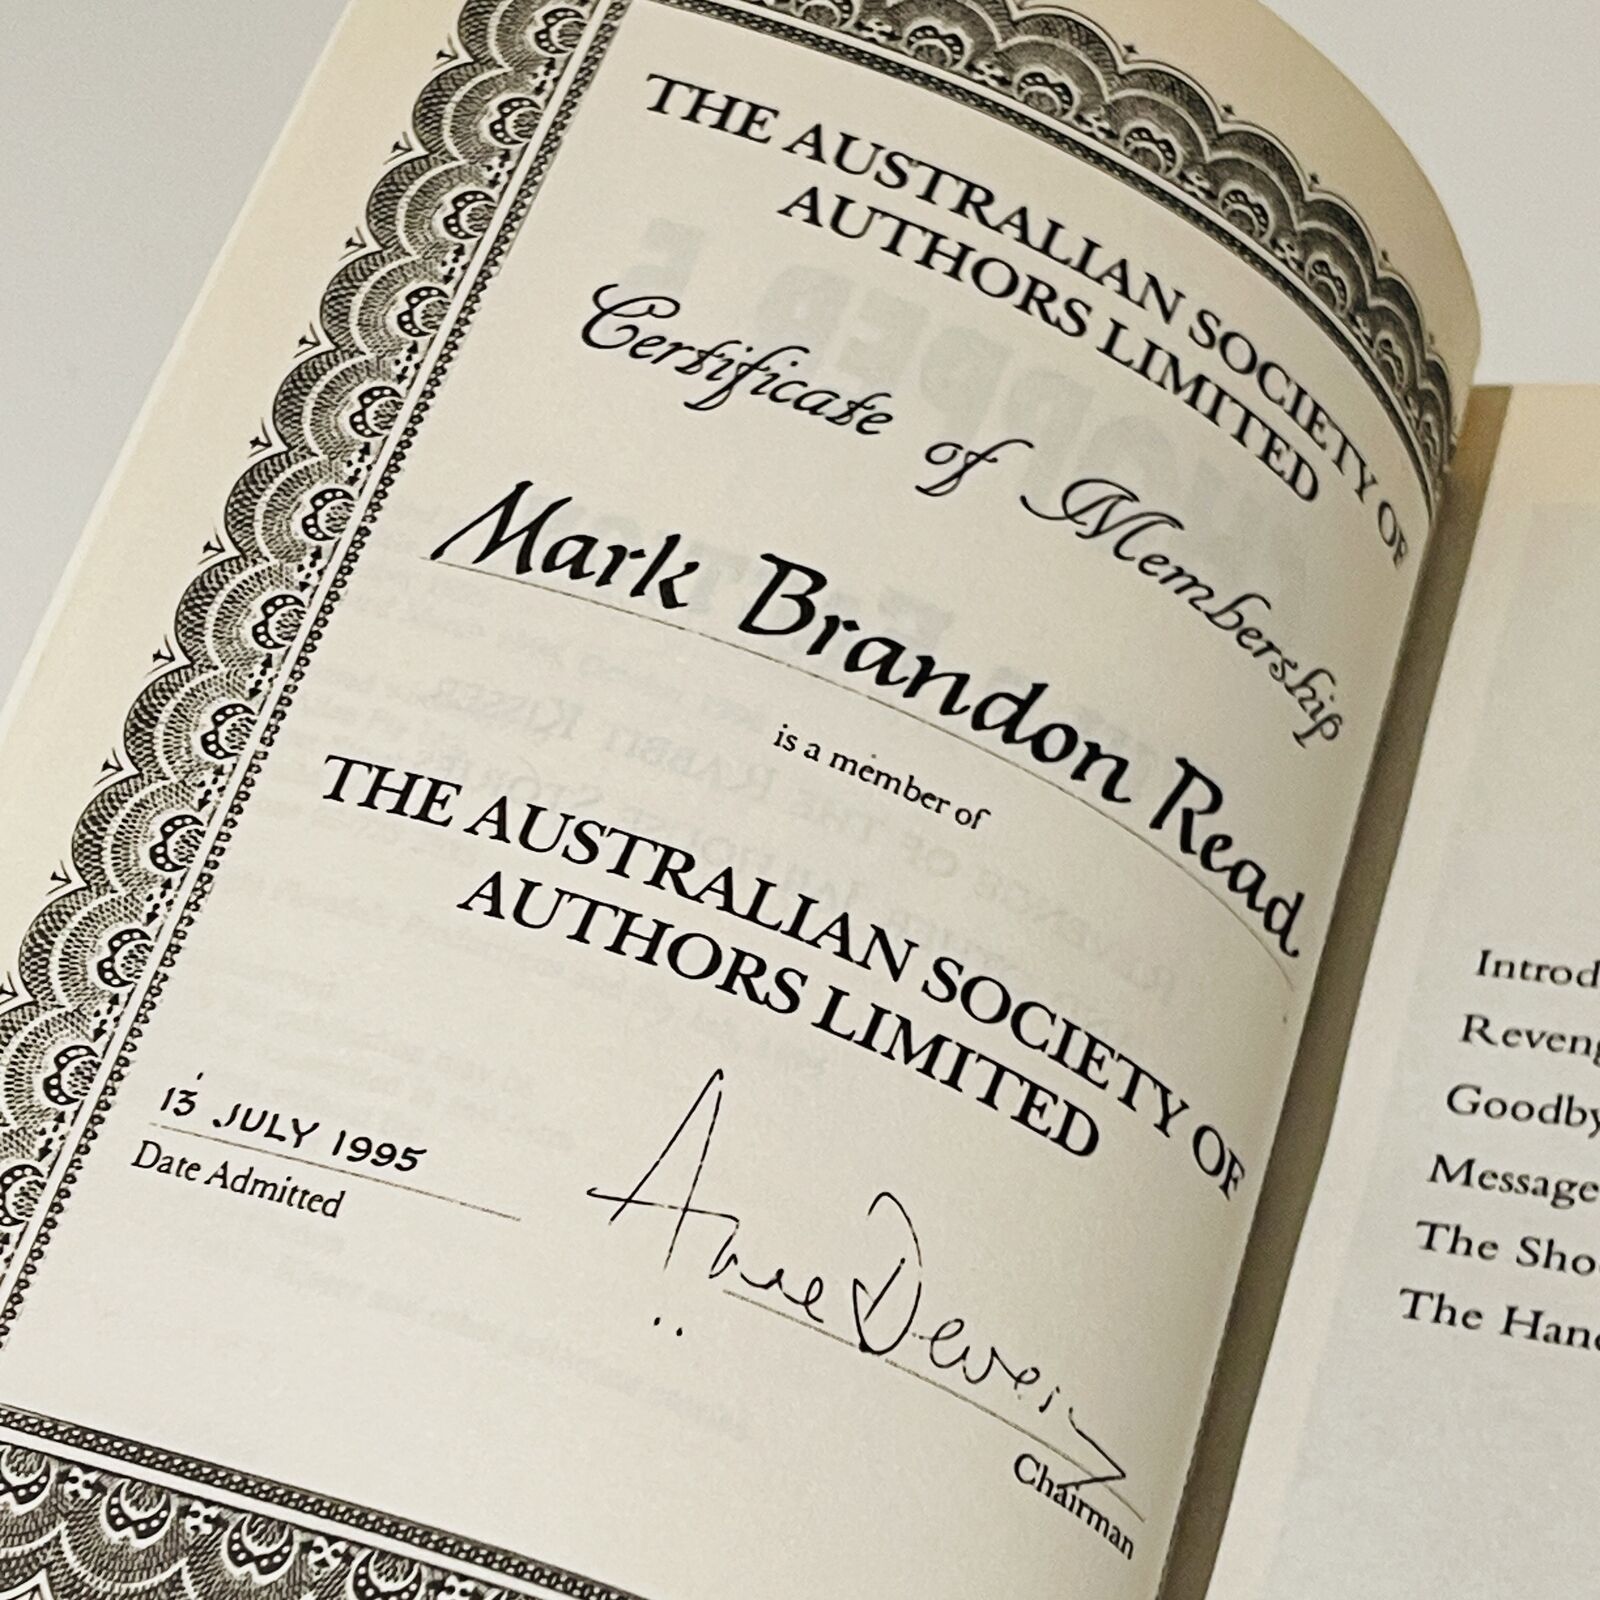 THE AUSTRALIAN SOCIETY OF
AUTHORS LIMITED
Certificate of Membership
Mark Brandon Read
is a member of
THE AUSTRALIAN SOCIETY OF
AUTHORS LIMITED
13 JULY 1995
Date Admitted
Chairman
Introd
Reveng
Goodby
Message
The Sho
The Han